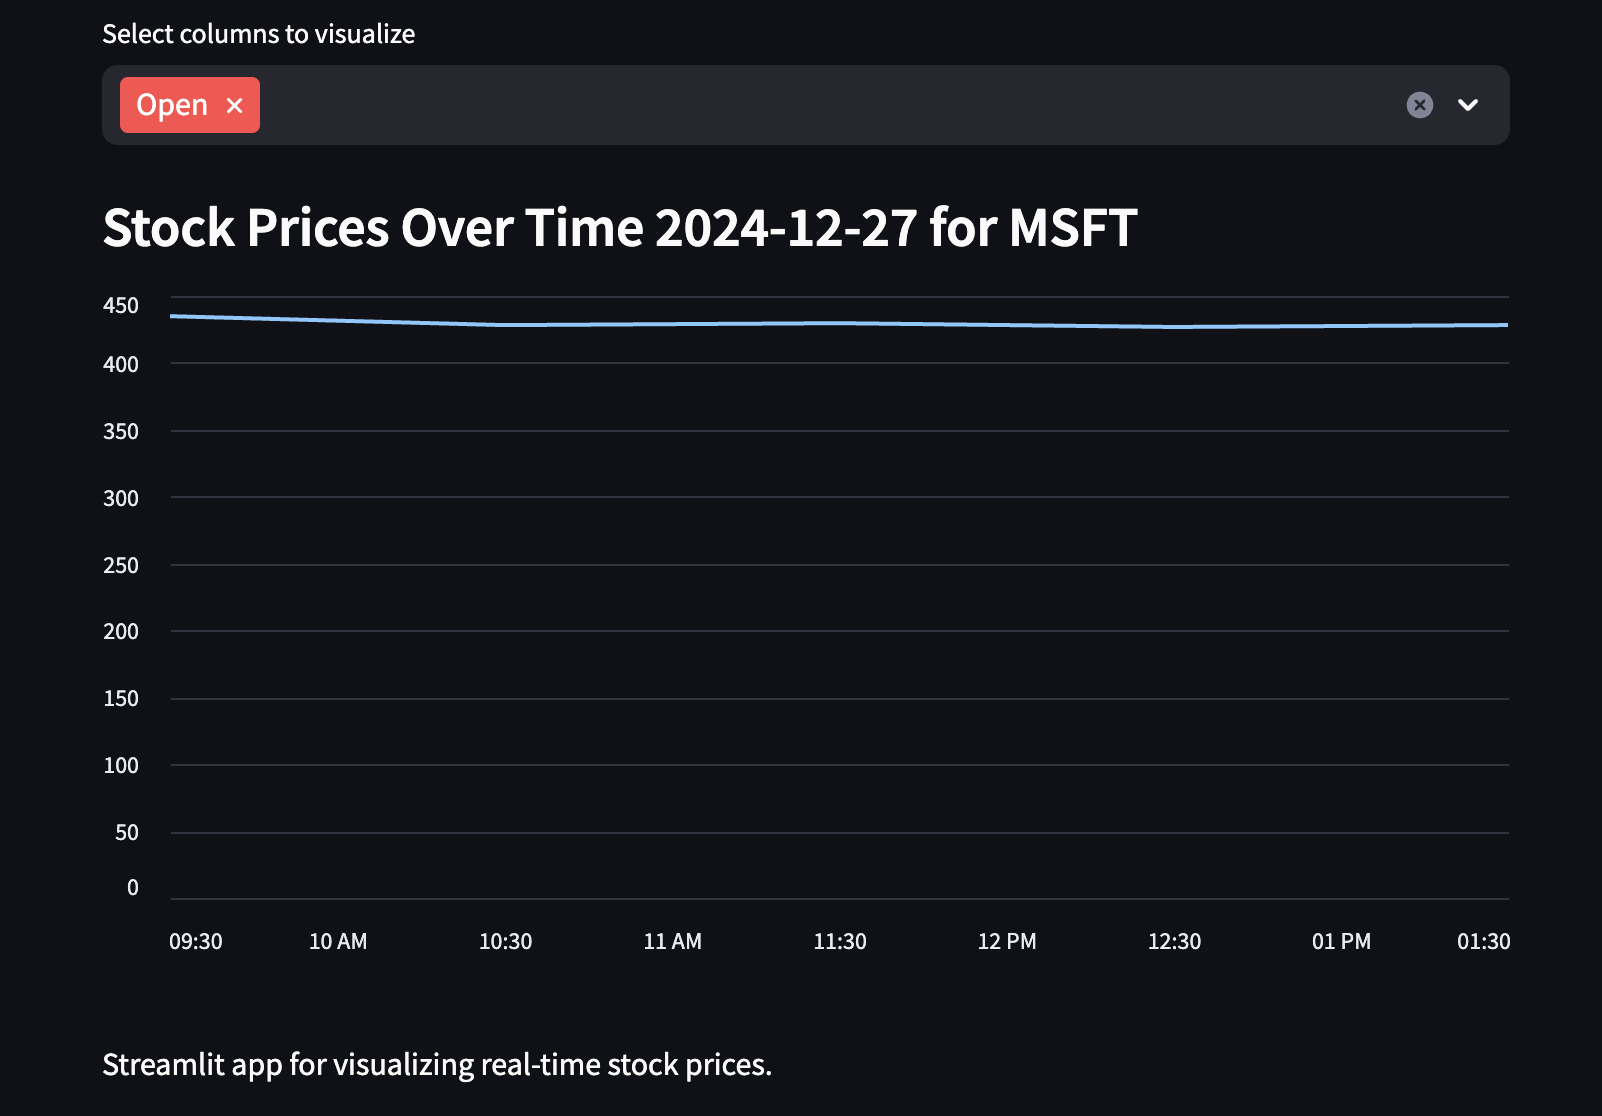 Select columns to visualize
Open
Stock Prices Over Time 2024-12-27 for MSFT
450
400
350
300
250
200
150
100
50
0
09:30 10 AM 10:30 11 AM 11:30 12 PM 12:30 01 PM 01:30
Streamlit app for visualizing real-time stock prices.